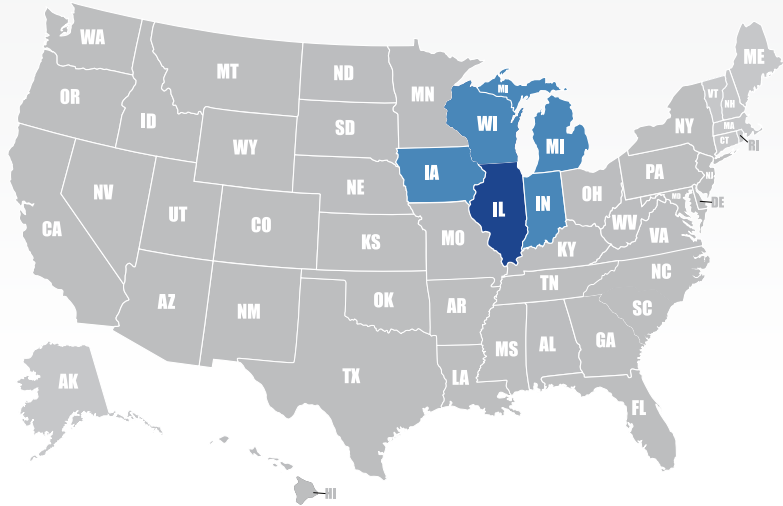 WA
MT
ND
MN
MI
ME
OR
ID
SD
WI
VT
NH
WY
MI
NY
MA
CT
RI
NV
UT
CO
NE
IA
IL
IN
OH
PA
NJ
MD
DE
CA
KS
MO
KY
WV
VA
AZ
NM
OK
AR
TN
NC
SC
TX
LA
MS
AL
GA
AK
FL
HI